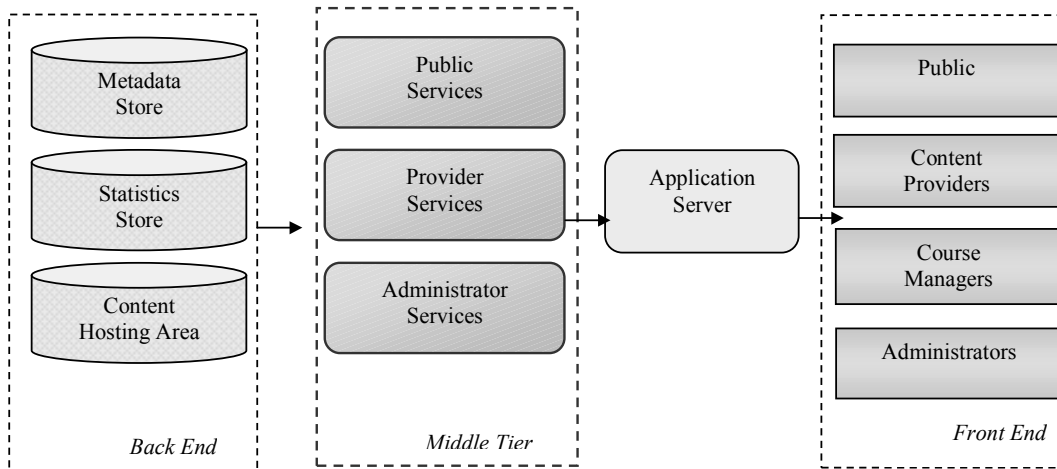 Metadata
Store
Statistics
Store
Content
Hosting Area
Back End
Public
Services
Provider
Services
Administrator
Services
Middle Tier
Application
Server
Public
Content
Providers
Course
Managers
Administrators
Front End